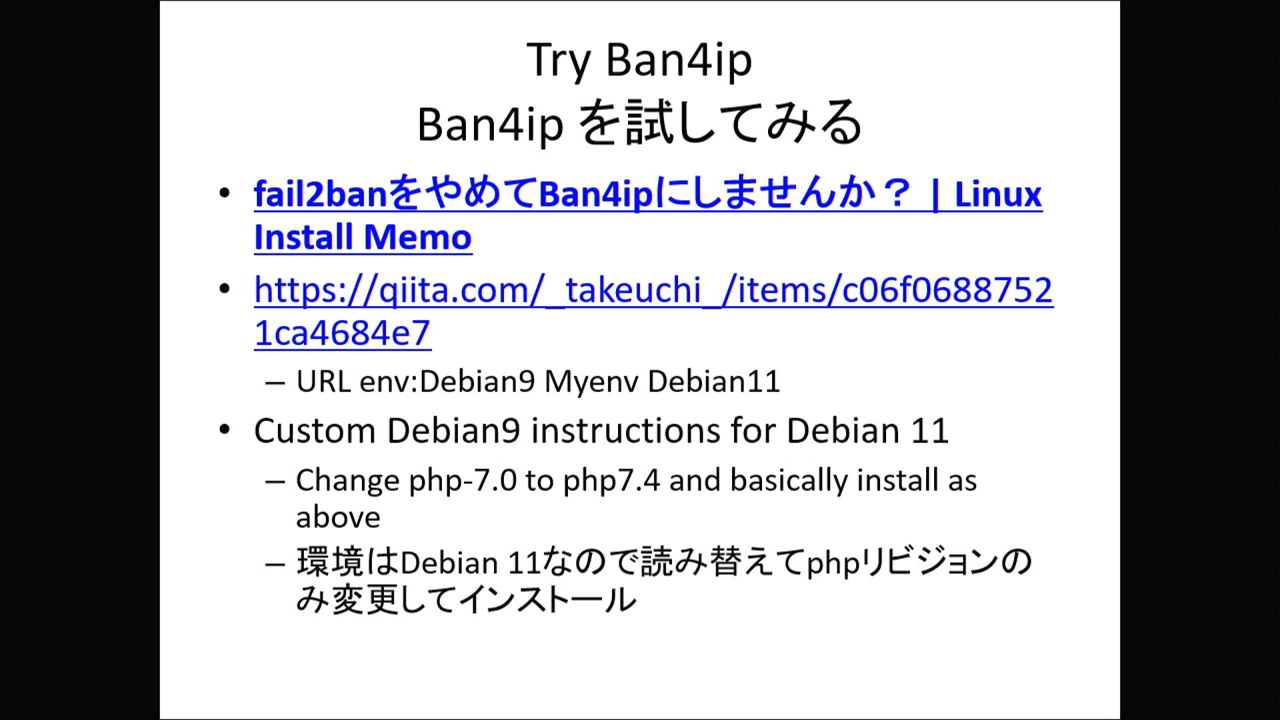 Try Ban4ip
Ban4ip を試してみる
• fail2banをやめてBan4ipにしませんか？ | Linux
Install Memo
• https://qiita.com/_takeuchi_/items/c06f0688752
1ca4684e7
– URL env:Debian9 Myenv Debian11
• Custom Debian9 instructions for Debian 11
– Change php-7.0 to php7.4 and basically install as
above
– 環境はDebian 11なので読み替えてphpリビジョンの
み変更してインストール